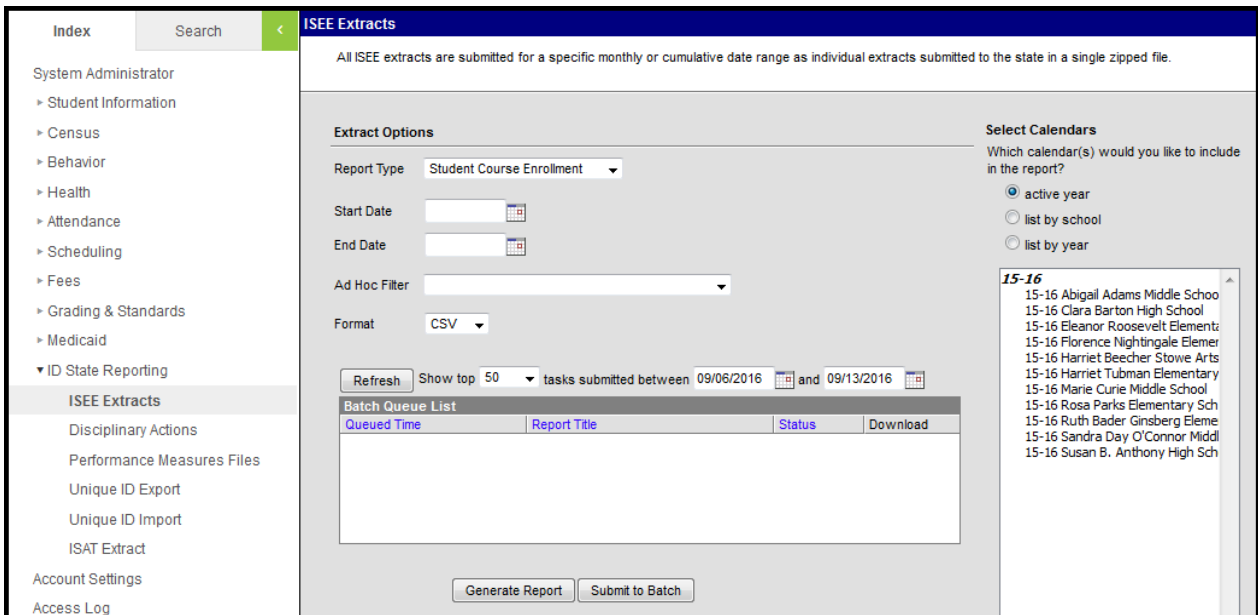 Index
Search
<
System Administrator
Student Information
Census
Behavior
Health
Attendance
Scheduling
Fees
Grading & Standards
Medicaid
ID State Reporting
ISEE Extracts
Disciplinary Actions
Performance Measures Files
Unique ID Export
Unique ID Import
ISAT Extract
Account Settings
Access Log
ISEE Extracts
All ISEE extracts are submitted for a specific monthly or cumulative date range as individual extracts submitted to the state in a single zipped file.
Extract Options
Report Type Student Course Enrollment
Start Date
End Date
Ad Hoc Filter
Format CSV
Refresh Show top 50 tasks submitted between 09/06/2016 and 09/13/2016
Batch Queue List
Queued Time Report Title Status Download
Generate Report Submit to Batch
Select Calendars
Which calendar(s) would you like to include
in the report?
active year
list by school
list by year
15-16
15-16 Abigail Adams Middle Schoo
15-16 Clara Barton High School
15-16 Eleanor Roosevelt Elementa
15-16 Florence Nightingale Elemen
15-16 Harriet Beecher Stowe Arts
15-16 Harriet Tubman Elementary
15-16 Marie Curie Middle School
15-16 Rosa Parks Elementary Sch
15-16 Ruth Bader Ginsberg Eleme
15-16 Sandra Day O'Connor Middl
15-16 Susan B. Anthony High Sch